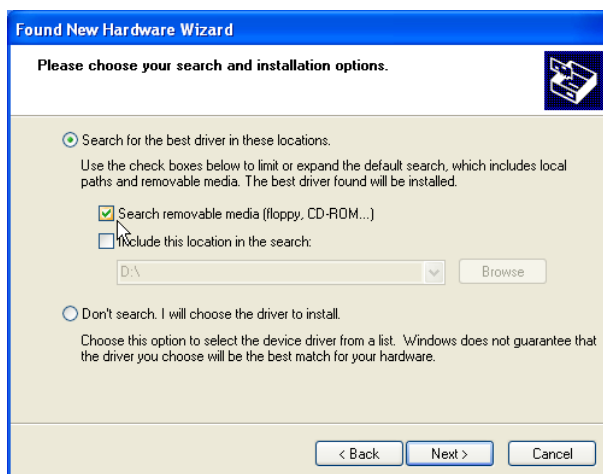 Found New Hardware Wizard
Please choose your search and installation options.
Search for the best driver in these locations.
Use the check boxes below to limit or expand the default search, which includes local
paths and removable media. The best driver found will be installed.
Search removable media (floppy, CD-ROM...)
Include this location in the search:
D:\
Browse
Don't search. I will choose the driver to install.
Choose this option to select the device driver from a list. Windows does not guarantee that
the driver you choose will be the best match for your hardware.
< Back Next > Cancel